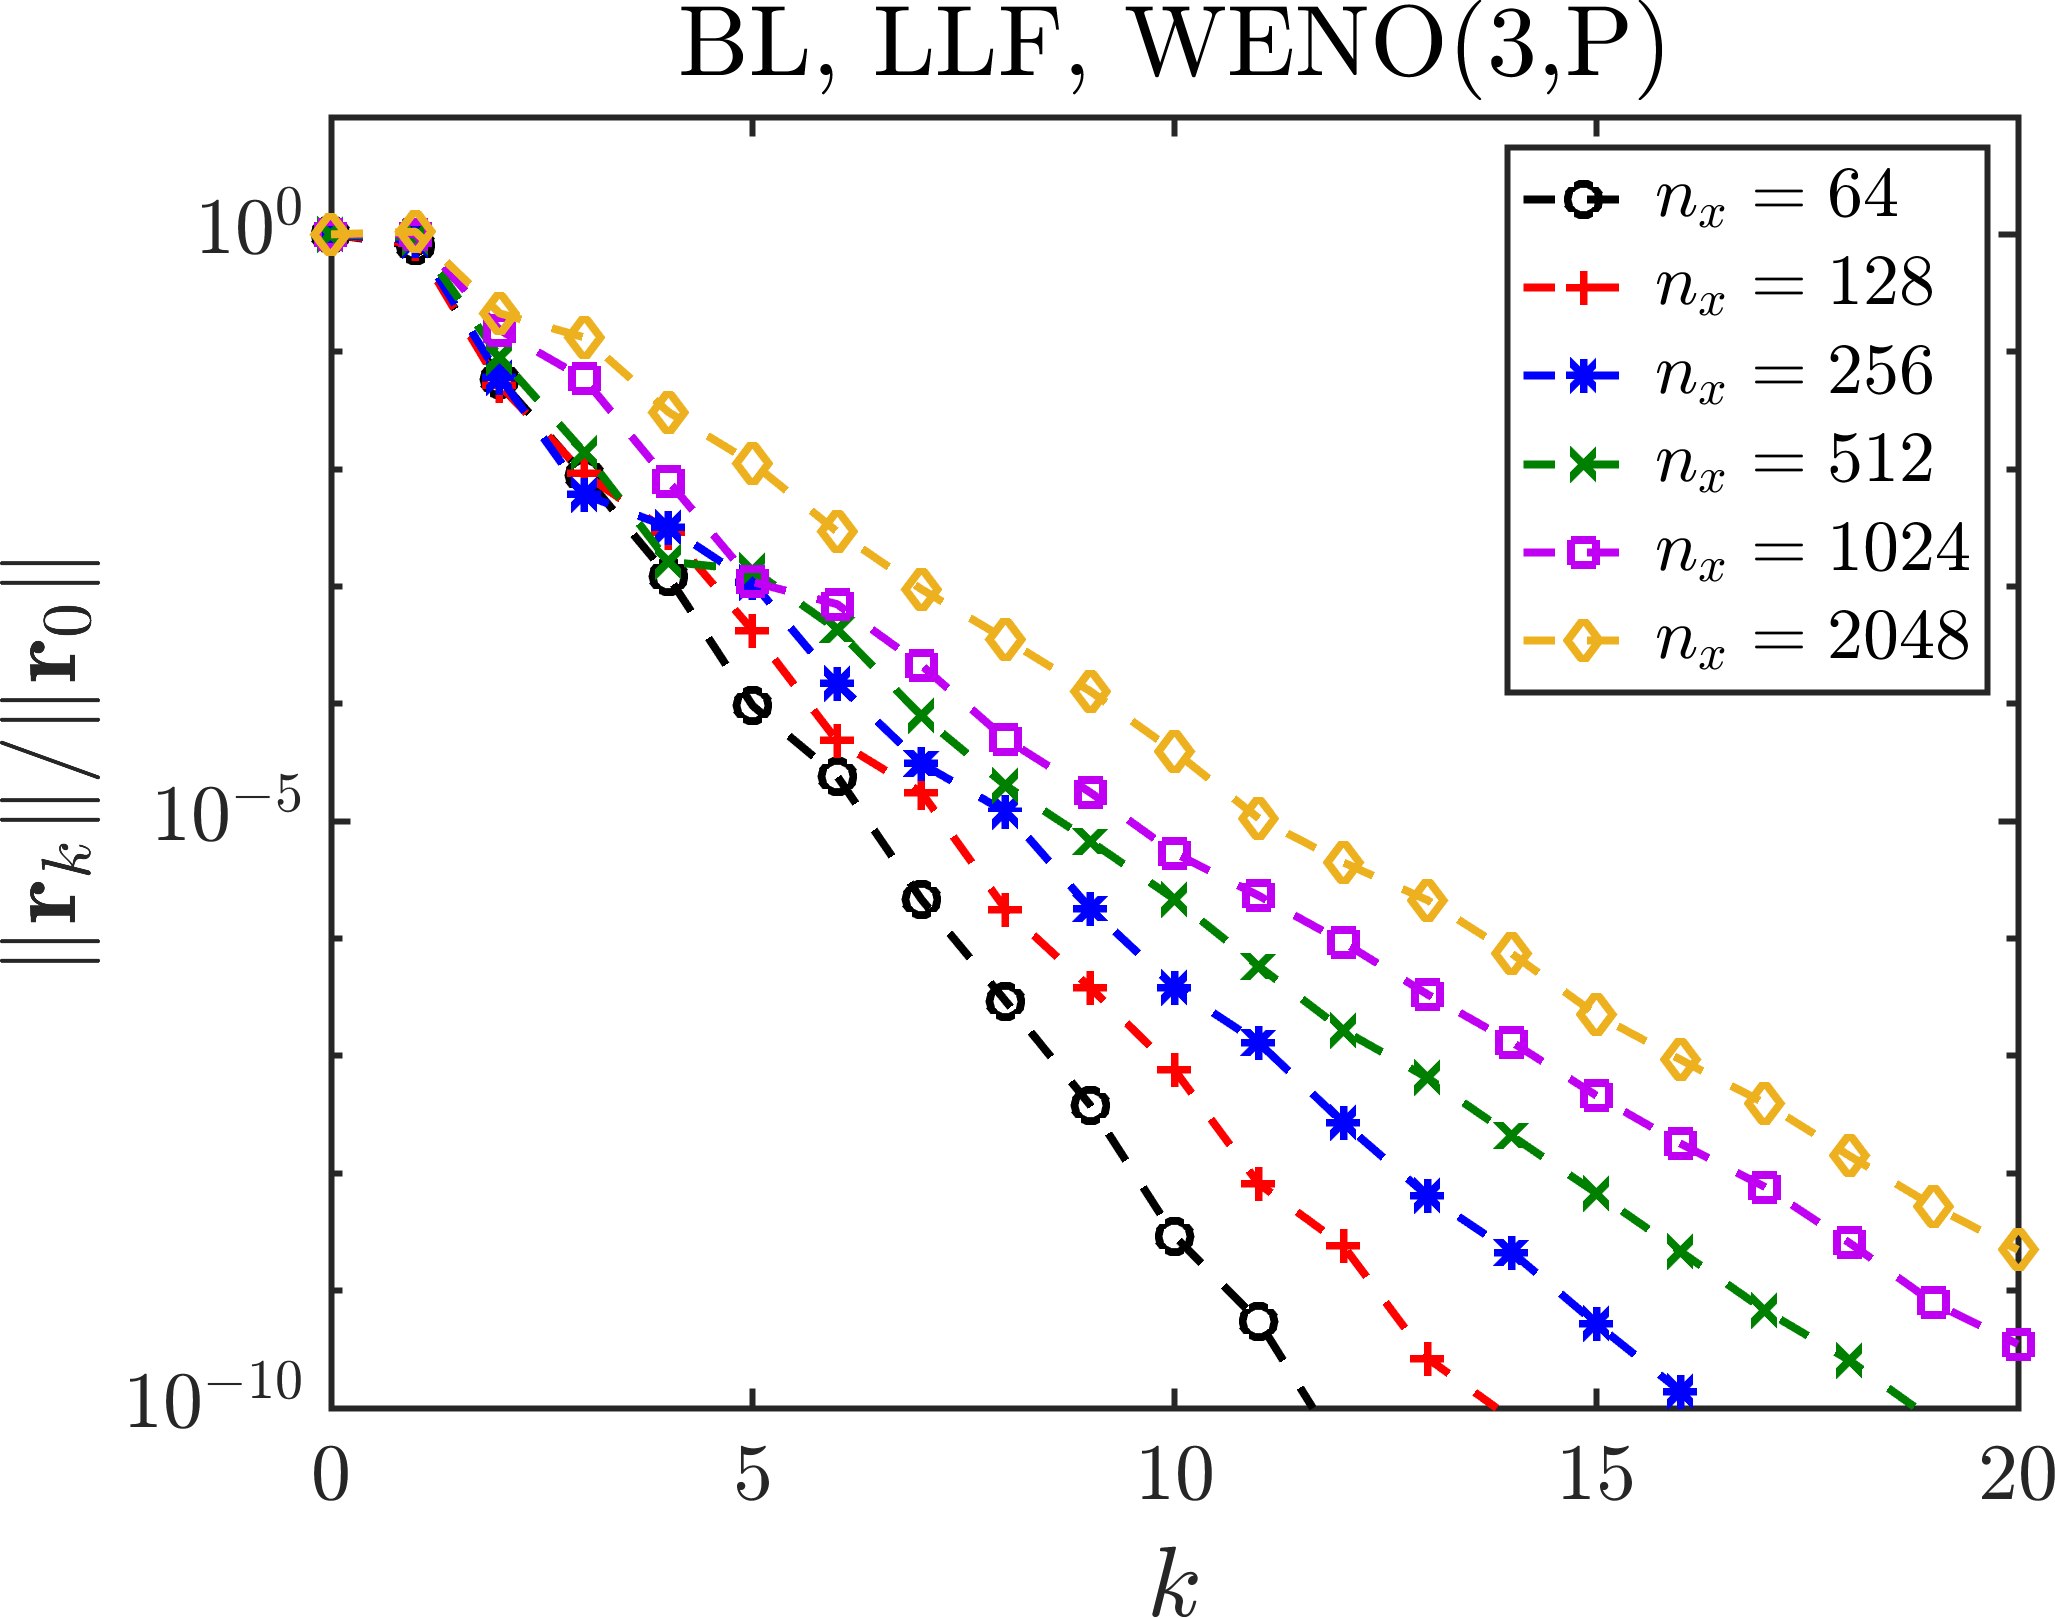 BL, LLF, WENO(3,P)
‖r_k‖/‖r_0‖
10^0
10^{-5}
10^{-10}
n_x = 64
n_x = 128
n_x = 256
n_x = 512
n_x = 1024
n_x = 2048
0 5 10 15 20
k